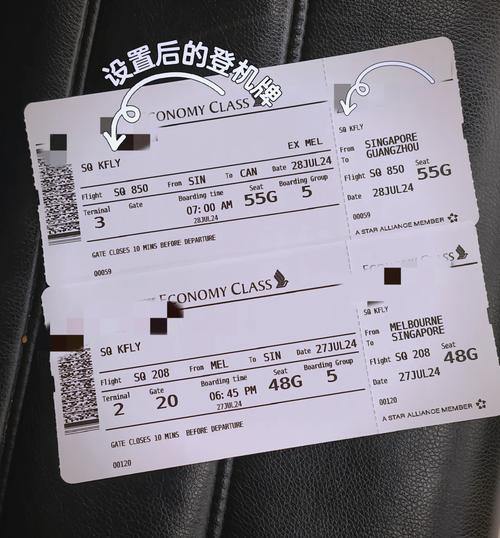 设置后的登机牌
ECONOMY CLASS
SQ KFLY
EX MEL
Flight SQ 850 From SIN To CAN Date 28JUL24
Terminal Gate Boarding time Seat Boarding Group
3 07:00 AM 55G 5
28JUL24
GATE CLOSES 10 MINS BEFORE DEPARTURE
00059
SQ KFLY
From SINGAPORE
To GUANGZHOU
Flight SQ 850 Seat
Date 28JUL24 55G
00059
A STAR ALLIANCE MEMBER
ECONOMY CLASS
SQ KFLY
Flight SQ 208 From MEL To SIN Date 27JUL24
Terminal Gate Boarding time Seat Boarding Group
2 20 06:45 PM 48G 5
27JUL24
GATE CLOSES 10 MINS BEFORE DEPARTURE
00120
ECONOMY CLASS
SQ KFLY
From MELBOURNE
To SINGAPORE
Flight SQ 208 Seat
Date 27JUL24 48G
00120
A STAR ALLIANCE MEMBER